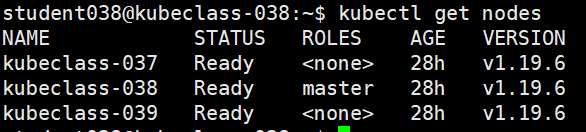 student038@kubeclass-038:~$ kubectl get nodes
NAME STATUS ROLES AGE VERSION
kubeclass-037 Ready <none> 28h v1.19.6
kubeclass-038 Ready master 28h v1.19.6
kubeclass-039 Ready <none> 28h v1.19.6